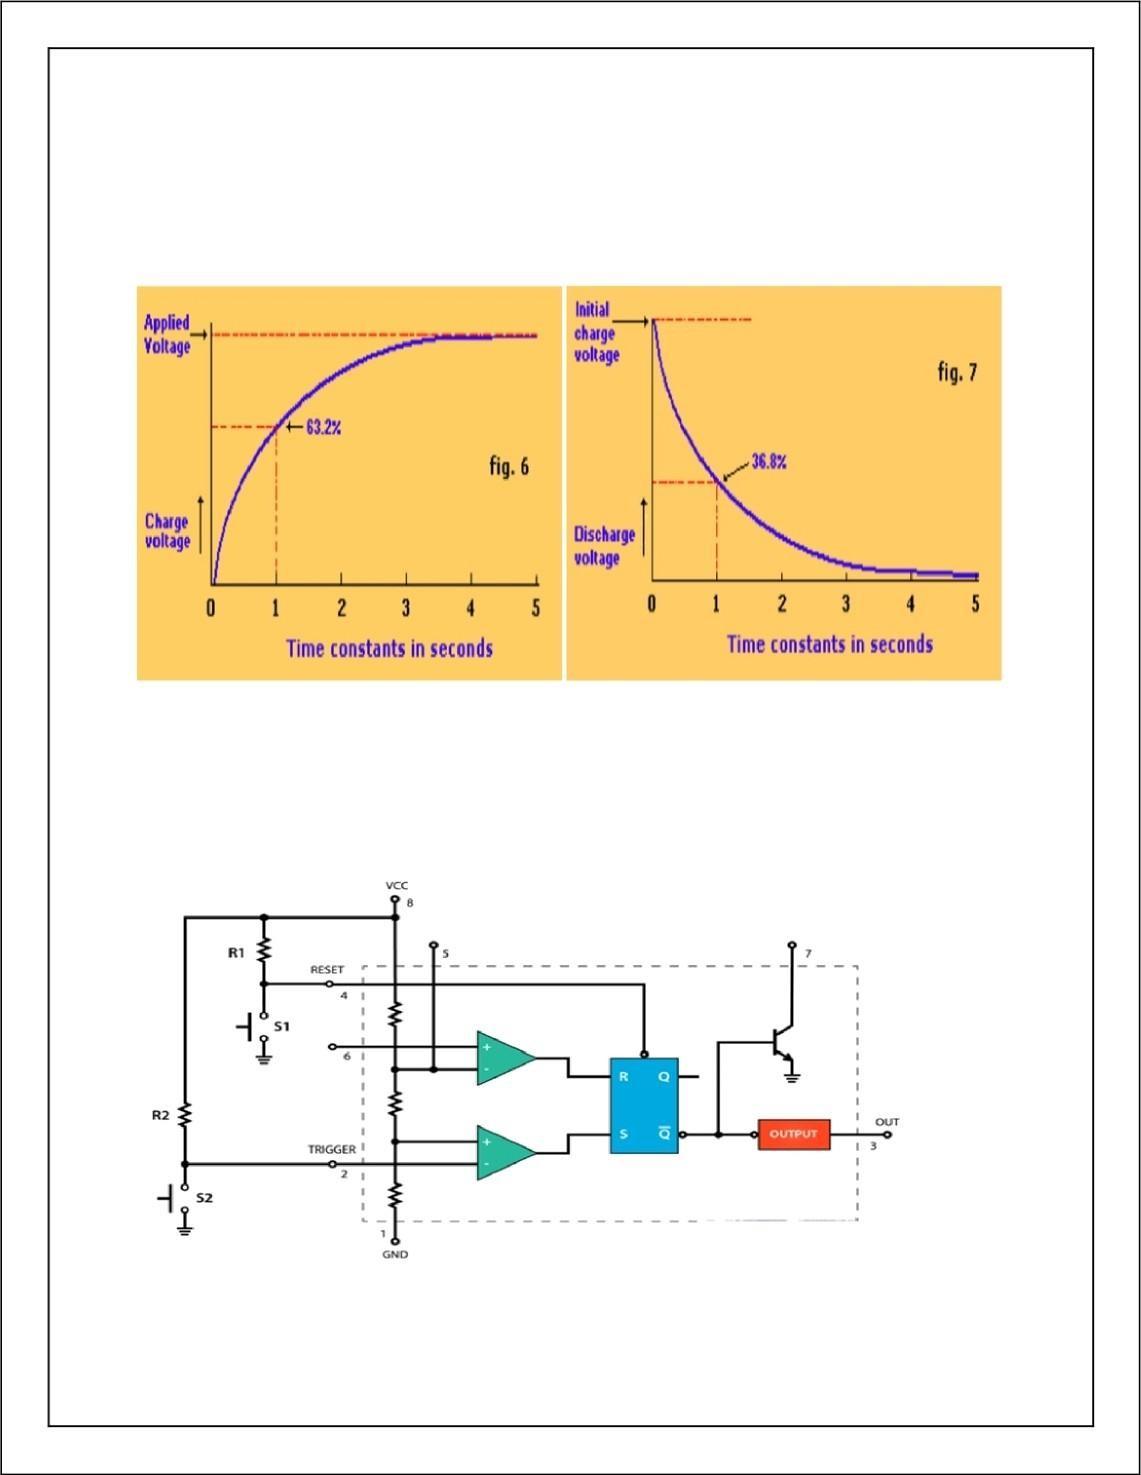 Applied
Voltage
63.2%
fig. 6
Charge
voltage
0 1 2 3 4 5
Time constants in seconds
Initial
charge
voltage
fig. 7
36.8%
Discharge
voltage
0 1 2 3 4 5
Time constants in seconds
VCC
8
5
7
R1
RESET
4
S1
6
+
-
R Q
R2
S Q̅
OUTPUT
OUT
3
TRIGGER
2
+
-
S2
1
GND